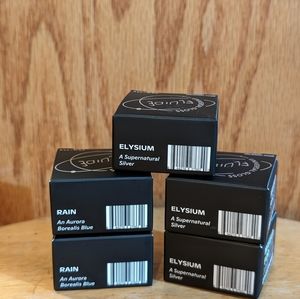 ELYSIUM
A Supernatural
Silver
RAIN
An Aurora
Borealis Blue
ELYSIUM
A Supernatural
Silver
RAIN
An Aurora
Borealis Blue
ELYSIUM
A Supernatural
Silver